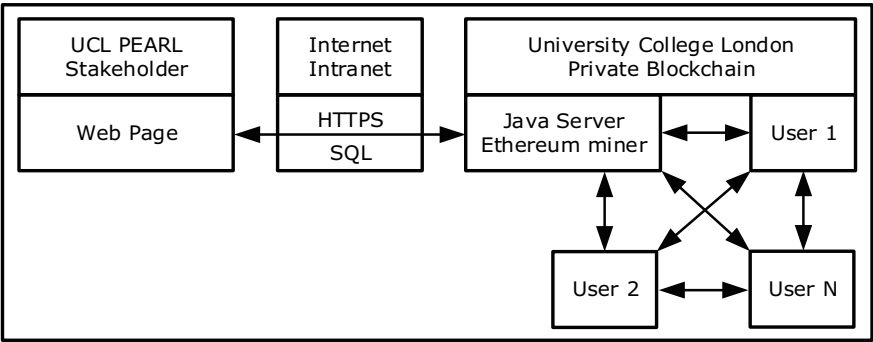 UCL PEARL
Stakeholder
Web Page
Internet
Intranet
HTTPS
SQL
University College London
Private Blockchain
Java Server
Ethereum miner
User 1
User 2
User N